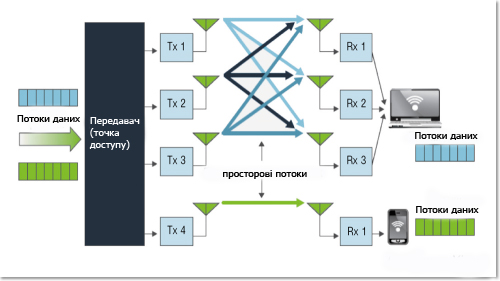 Tx 1
Rx 1
Tx 2
Rx 2
Потоки даних
Передавач
(точка
доступу)
Потоки даних
Tx 3
Rx 3
просторові потоки
Потоки даних
Tx 4
Rx 1